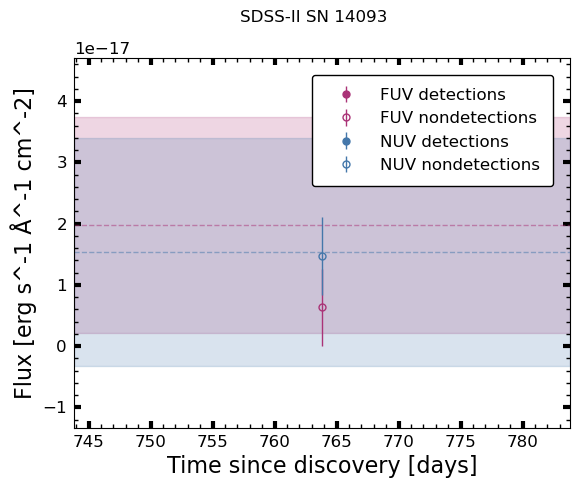 SDSS-II SN 14093
1e−17
FUV detections
FUV nondetections
NUV detections
NUV nondetections
4
3
2
1
0
−1
745 750 755 760 765 770 775 780
Flux [erg s^-1 Å^-1 cm^-2]
Time since discovery [days]